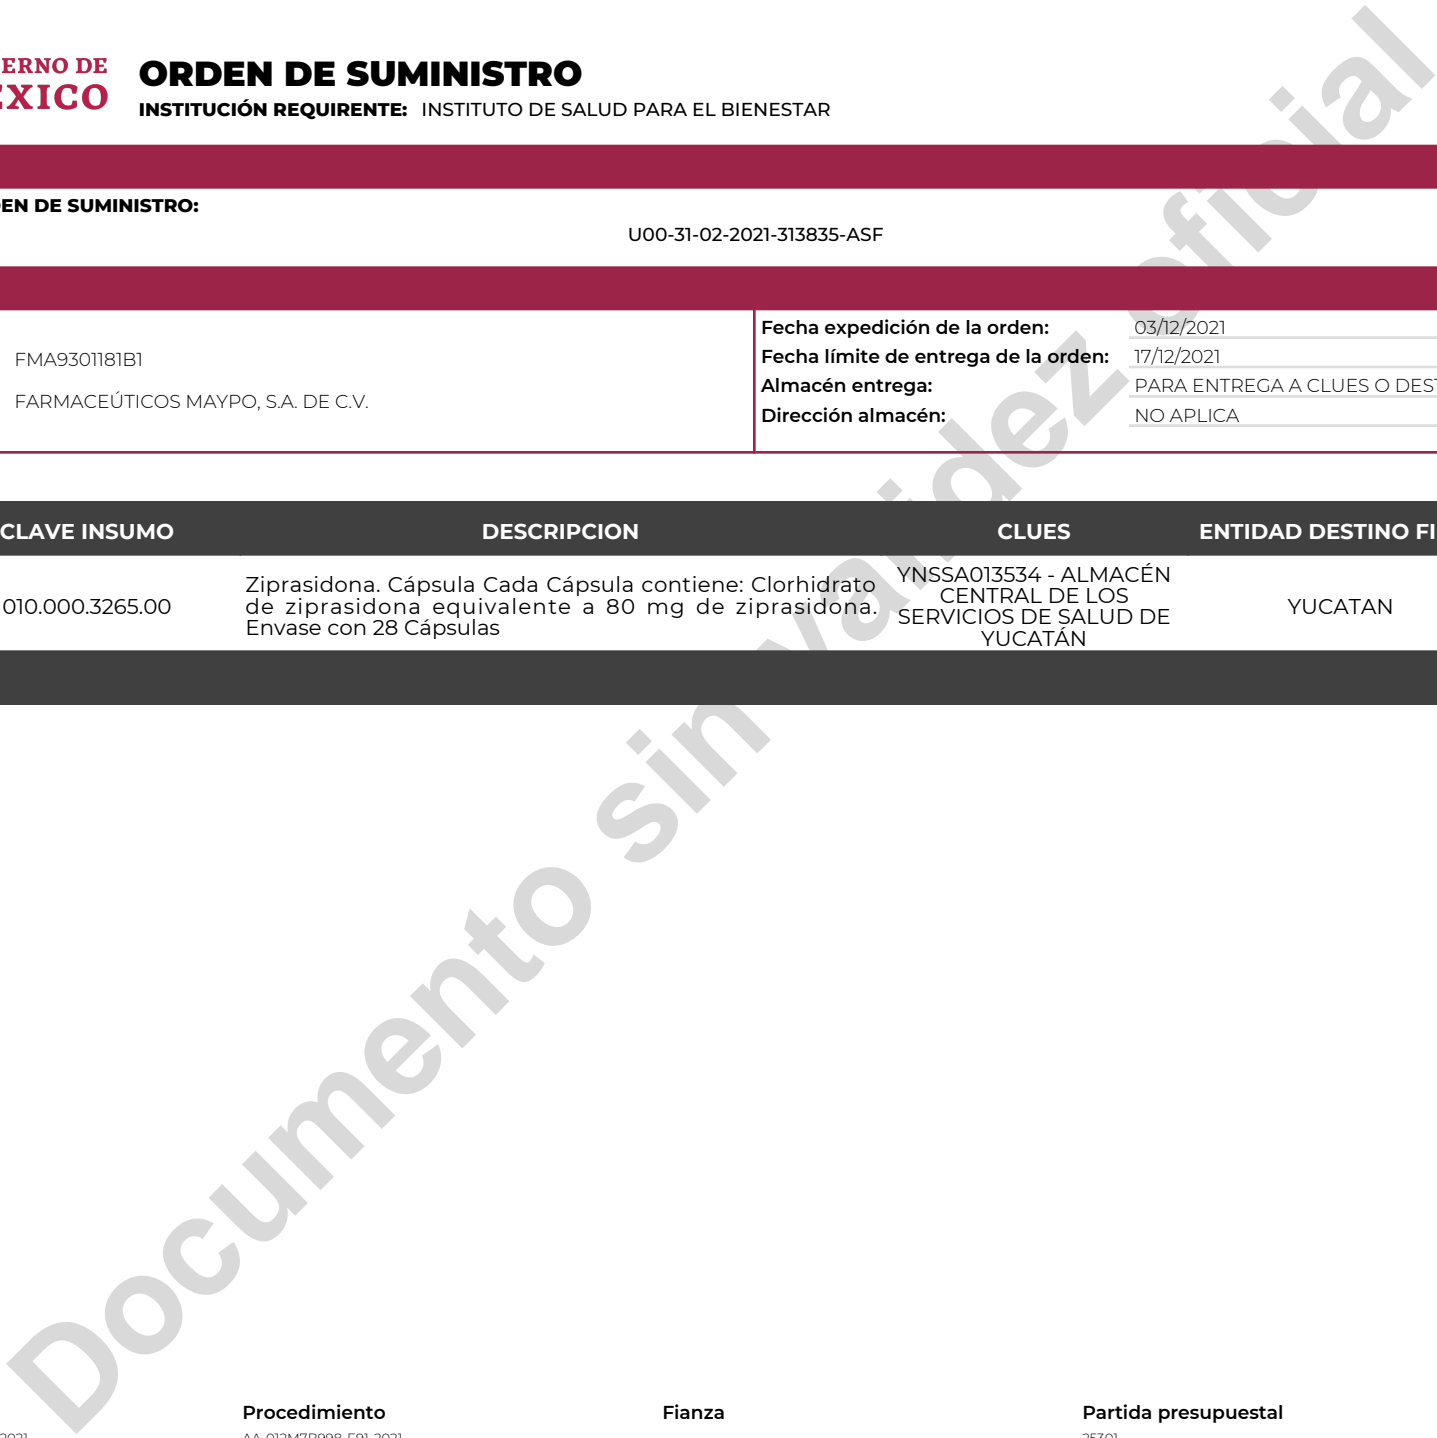 ERNO DE
ÉXICO
ORDEN DE SUMINISTRO
INSTITUCIÓN REQUIRENTE: INSTITUTO DE SALUD PARA EL BIENESTAR
EN DE SUMINISTRO:
U00-31-02-2021-313835-ASF
FMA9301181B1
FARMACEÚTICOS MAYPO, S.A. DE C.V.
Fecha expedición de la orden: 03/12/2021
Fecha límite de entrega de la orden: 17/12/2021
Almacén entrega: PARA ENTREGA A CLUES O DEST
Dirección almacén: NO APLICA
CLAVE INSUMO DESCRIPCION CLUES ENTIDAD DESTINO FI
010.000.3265.00
Ziprasidona. Cápsula Cada Cápsula contiene: Clorhidrato
de ziprasidona equivalente a 80 mg de ziprasidona.
Envase con 28 Cápsulas
YNSSA013534 - ALMACÉN
CENTRAL DE LOS
SERVICIOS DE SALUD DE
YUCATÁN
YUCATAN
Documento sin validez oficial
Procedimiento Fianza Partida presupuestal